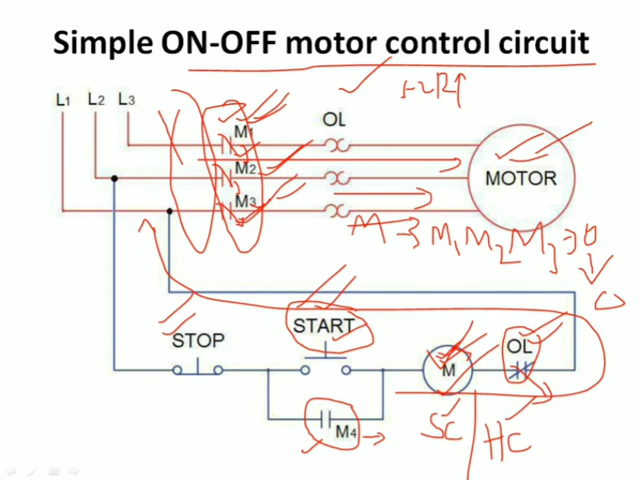 Simple ON-OFF motor control circuit
L1 L2 L3
M1 OL
M2
MOTOR
M3
M1 M2 M3
STOP START OL
M
M4
SC HC